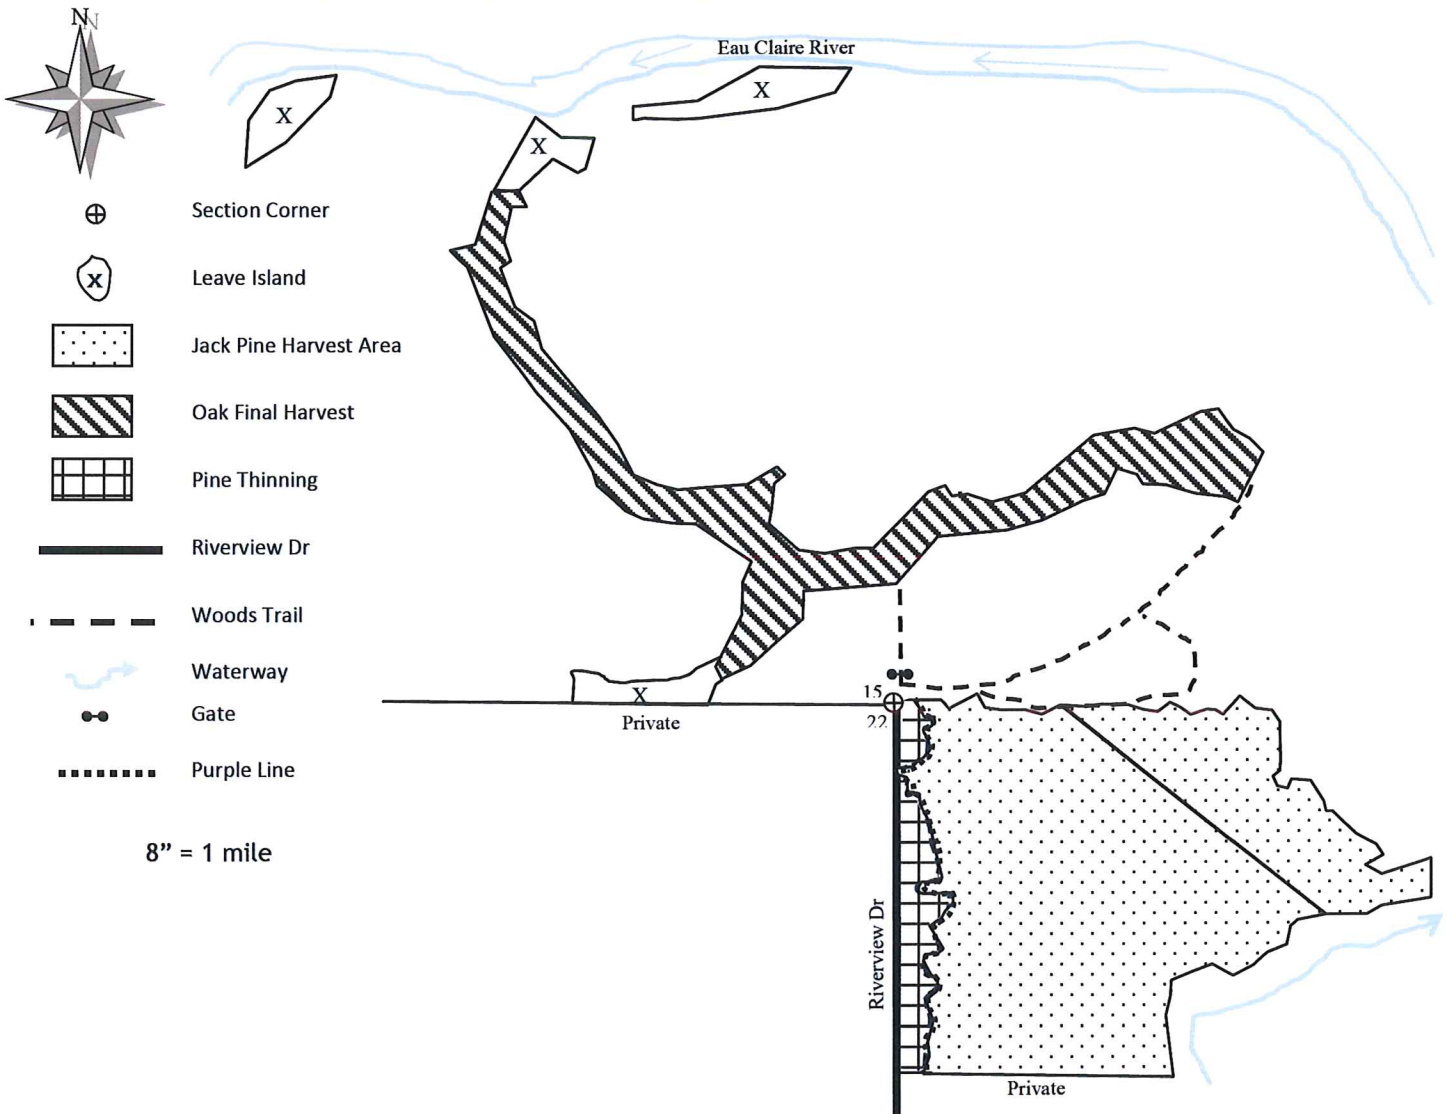 N
N
Eau Claire River
X
X
X
Section Corner
X
Leave Island
Jack Pine Harvest Area
Oak Final Harvest
Pine Thinning
Riverview Dr
Woods Trail
Waterway
Gate
Purple Line
8” = 1 mile
X
Private
15
22
Riverview Dr
Private